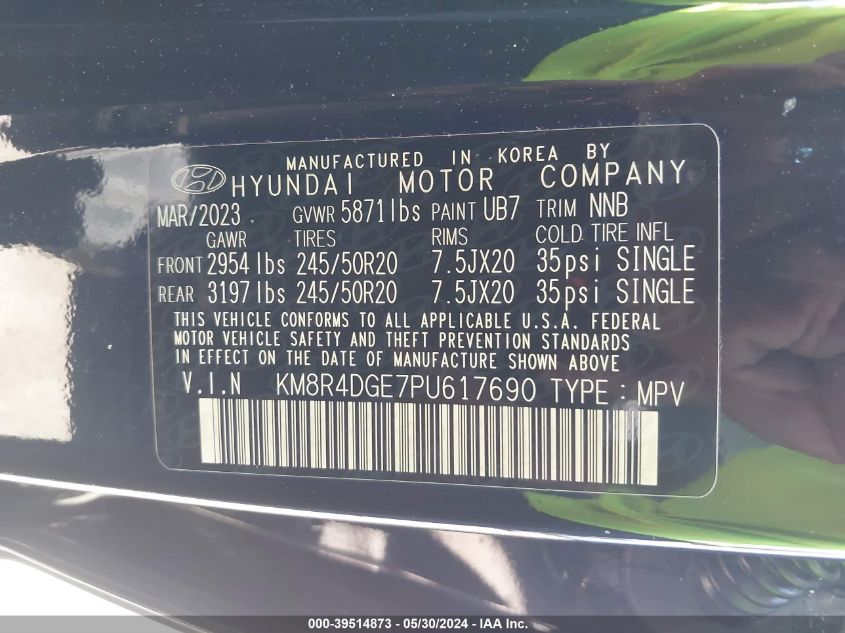 MANUFACTURED IN KOREA BY
HYUNDAI MOTOR COMPANY
MAR/2023 GVWR 5871lbs PAINT UB7 TRIM NNB
GAWR TIRES RIMS COLD TIRE INFL
FRONT 2954 lbs 245/50R20 7.5JX20 35psi SINGLE
REAR 3197 lbs 245/50R20 7.5JX20 35psi SINGLE
THIS VEHICLE CONFORMS TO ALL APPLICABLE U.S.A. FEDERAL
MOTOR VEHICLE SAFETY AND THEFT PREVENTION STANDARDS
IN EFFECT ON THE DATE OF MANUFACTURE SHOWN ABOVE
V.I.N KM8R4DGE7PU617690 TYPE : MPV
000-39514873 - 05/30/2024 - IAA Inc.